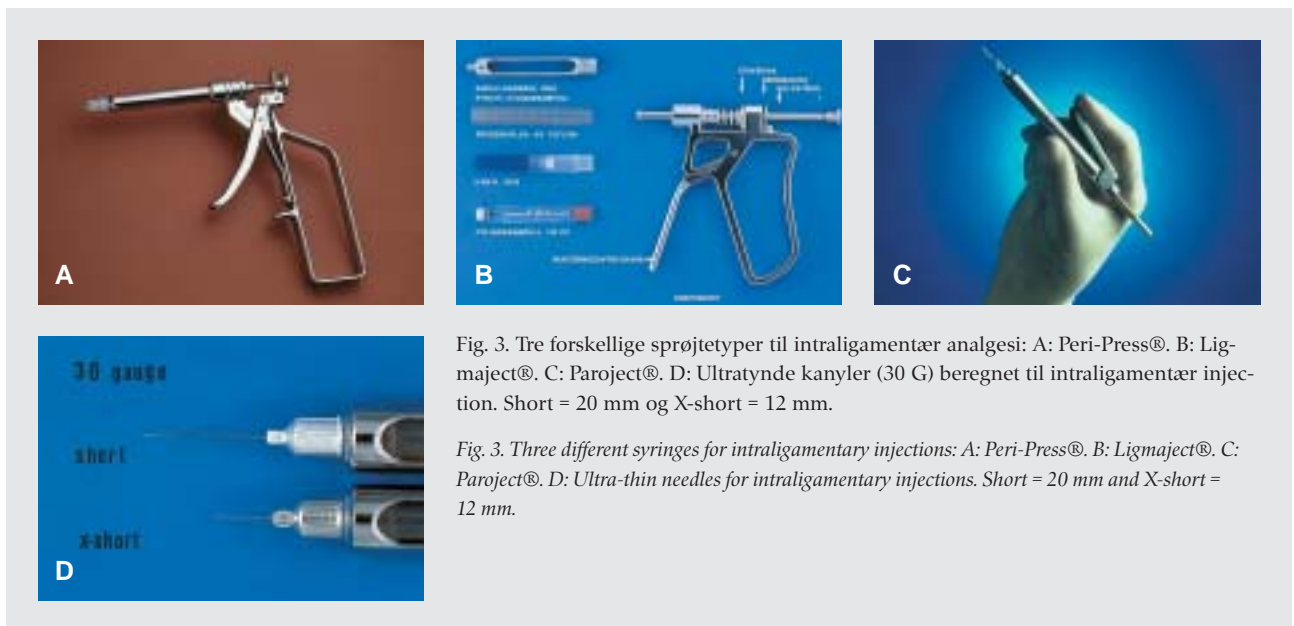 A
B
C
30 gauge
short
x-short
D
Fig. 3. Tre forskellige sprøjtetyper til intraligamentær analgesi: A: Peri-Press®. B: Lig-
maject®. C: Paroject®. D: Ultratynde kanyler (30 G) beregnet til intraligamentær injec-
tion. Short = 20 mm og X-short = 12 mm.
Fig. 3. Three different syringes for intraligamentary injections: A: Peri-Press®. B: Ligmaject®. C:
Paroject®. D: Ultra-thin needles for intraligamentary injections. Short = 20 mm and X-short =
12 mm.